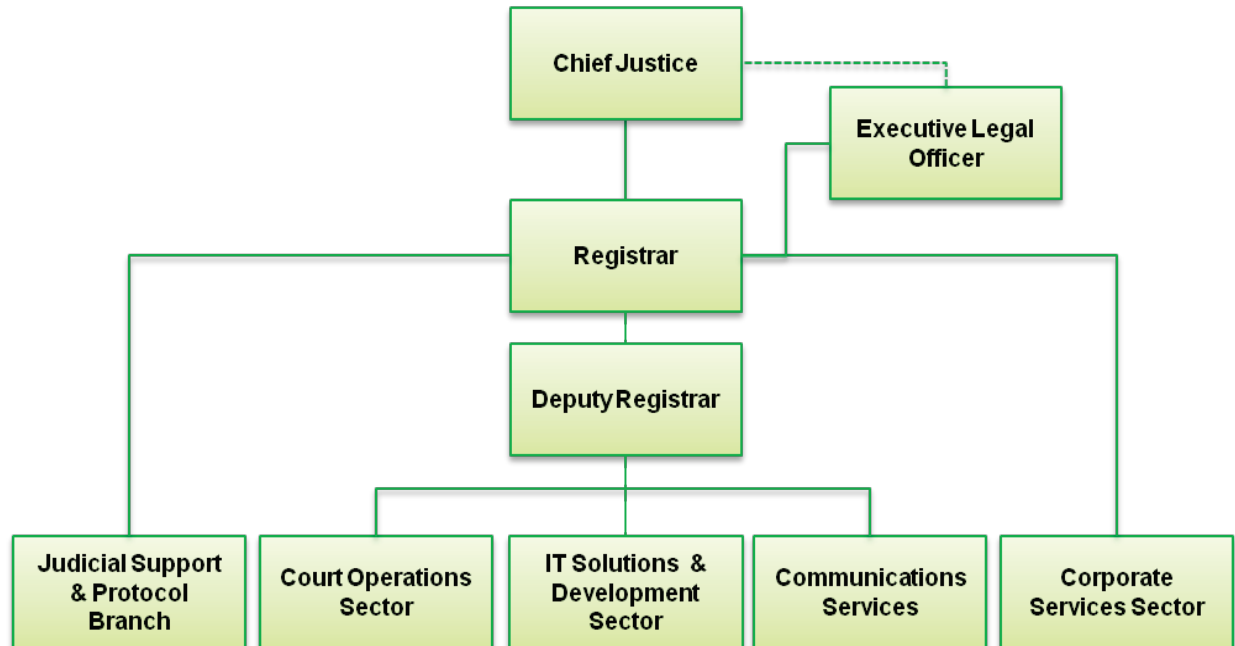 Chief Justice
Executive Legal
Officer
Registrar
Deputy Registrar
Judicial Support
& Protocol
Branch
Court Operations
Sector
IT Solutions &
Development
Sector
Communications
Services
Corporate
Services Sector